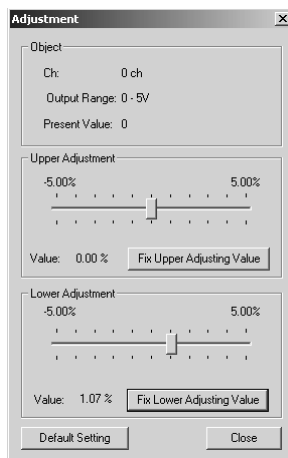 Adjustment
Object
Ch: 0 ch
Output Range: 0 - 5V
Present Value: 0
Upper Adjustment
-5.00% 5.00%
Value: 0.00 % Fix Upper Adjusting Value
Lower Adjustment
-5.00% 5.00%
Value: 1.07 % Fix Lower Adjusting Value
Default Setting Close